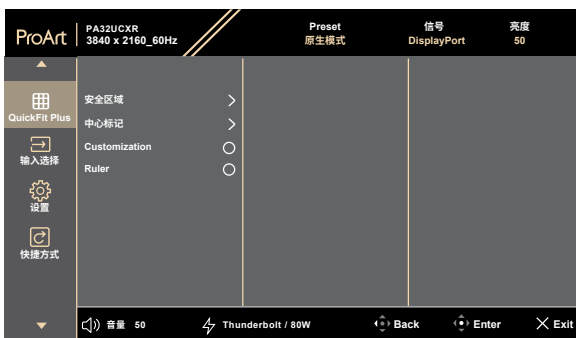 ProArt
PA32UCXR
3840 x 2160_60Hz
Preset
原生模式
信号
DisplayPort
亮度
50
QuickFit Plus
输入选择
设置
快捷方式
安全区域
中心标记
Customization
Ruler
音量 50
Thunderbolt / 80W
Back
Enter
Exit